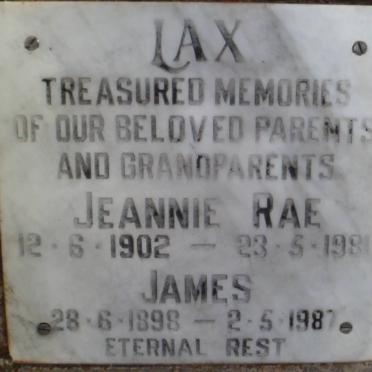 LAX
TREASURED MEMORIES
OF OUR BELOVED PARENTS
AND GRANDPARENTS
JEANNIE RAE
12·6·1902 — 23·5·198
JAMES
28·6·1898 — 2·5·1987
ETERNAL REST